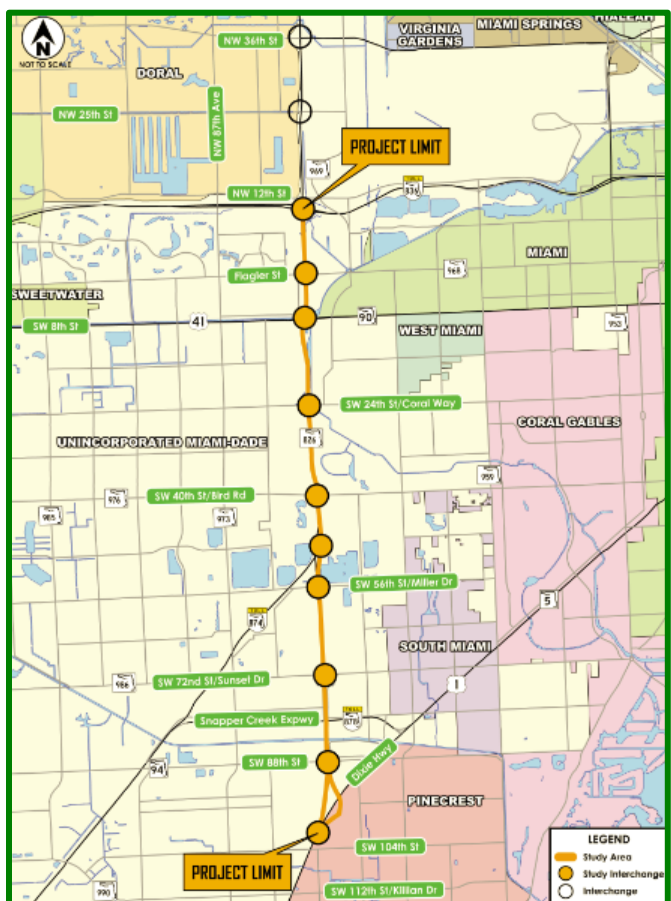 HIALEAH
VIRGINIA
GARDENS
MIAMI SPRINGS
N
NOT TO SCALE
NW 36th St
DORAL
NW 87th Ave
NW 25th St
PROJECT LIMIT
969
TOLL
836
NW 12th St
MIAMI
Flagler St
968
SWEETWATER
SW 8th St
41
90
953
WEST MIAMI
SW 24th St/Coral Way
CORAL GABLES
UNINCORPORATED MIAMI-DADE
826
959
SW 40th St/Bird Rd
976
985
973
SW 56th St/Miller Dr
5
TOLL
874
SOUTH MIAMI
SW 72nd St/Sunset Dr
986
1
Snapper Creek Expwy
TOLL
878
SW 88th St
94
Dixie Hwy
PINECREST
PROJECT LIMIT
SW 104th St
990
SW 112th St/Killian Dr
LEGEND
Study Area
Study Interchange
Interchange